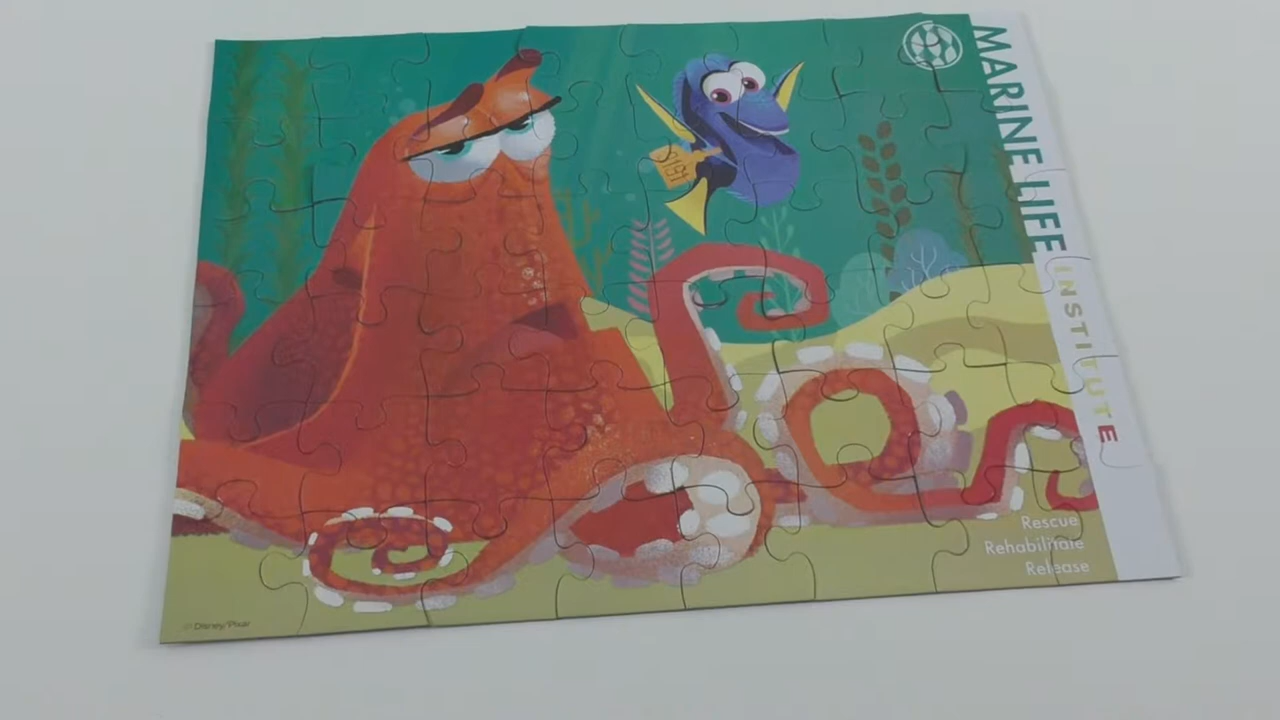 MARINE LIFE
INSTITUTE
Rescue
Rehabilitate
Release
© Disney/Pixar